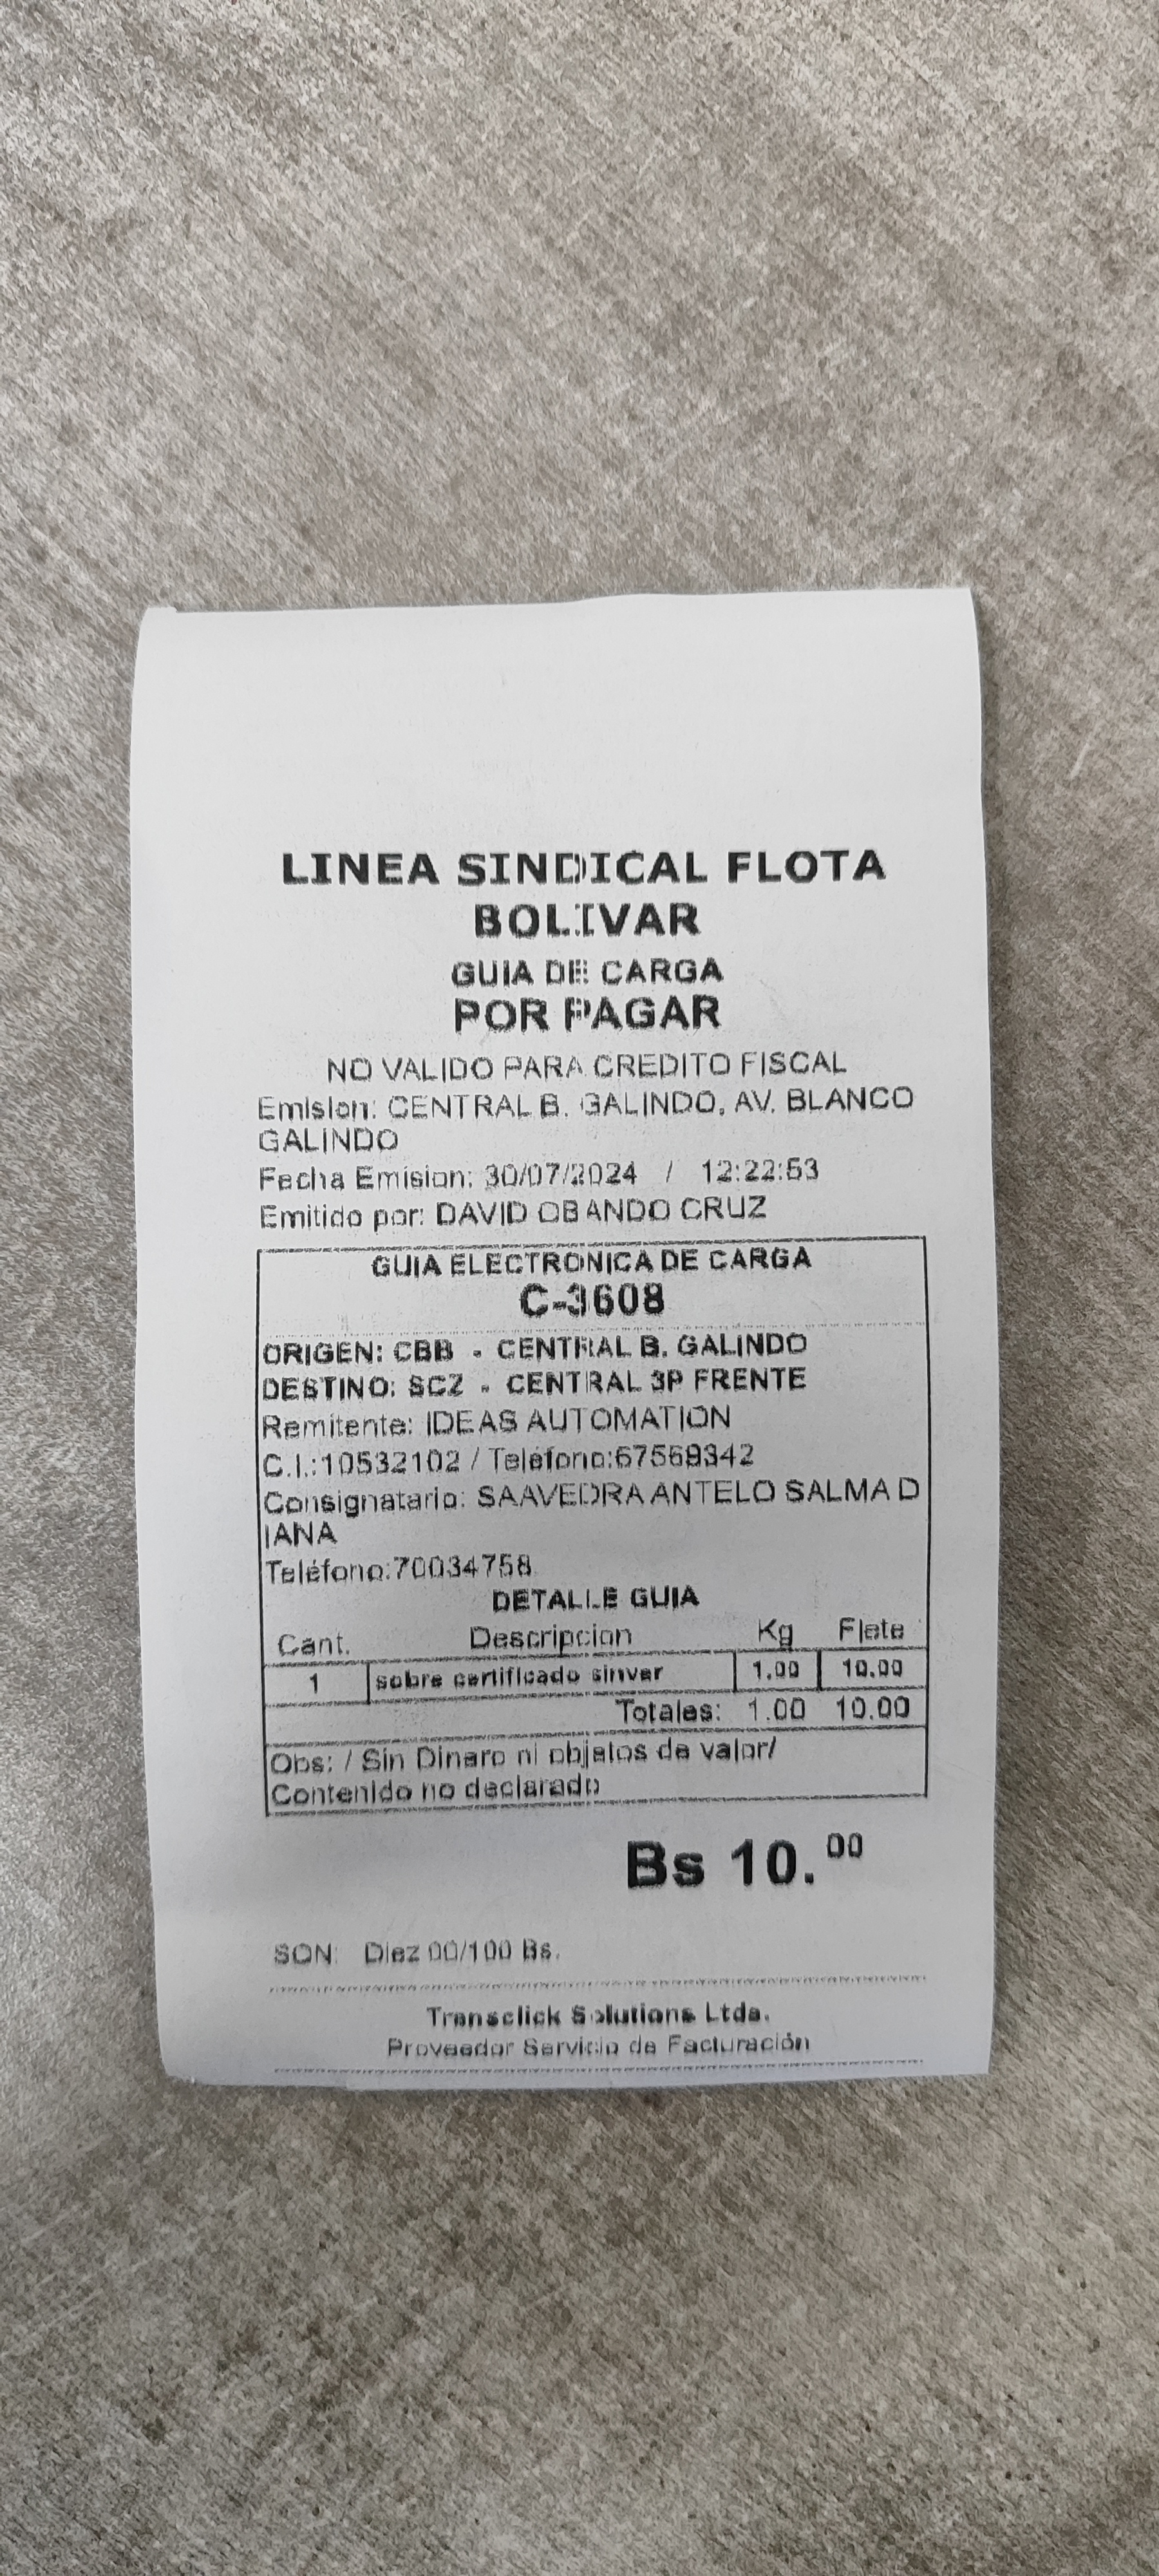 LINEA SINDICAL FLOTA
BOLIVAR
GUIA DE CARGA
POR PAGAR
NO VALIDO PARA CREDITO FISCAL
Emision: CENTRAL B. GALINDO, AV. BLANCO
GALINDO
Fecha Emision: 30/07/2024 / 12:22:53
Emitido por: DAVID OBANDO CRUZ
GUIA ELECTRONICA DE CARGA
C-3608
ORIGEN: CBB - CENTRAL B. GALINDO
DESTINO: SCZ - CENTRAL 3P FRENTE
Remitente: IDEAS AUTOMATION
C.I.:10532102 / Teléfono:67569342
Consignatario: SAAVEDRA ANTELO SALMA D
IANA
Teléfono:70034758
DETALLE GUIA
Cant. Descripcion Kg Flete
1 sobre certificado sinver 1.00 10.00
Totales: 1.00 10.00
Obs: / Sin Dinero ni objetos de valor/
Contenido no declarado
Bs 10.00
SON: Diez 00/100 Bs.
Transclick Solutions Ltda.
Proveedor Servicio de Facturación